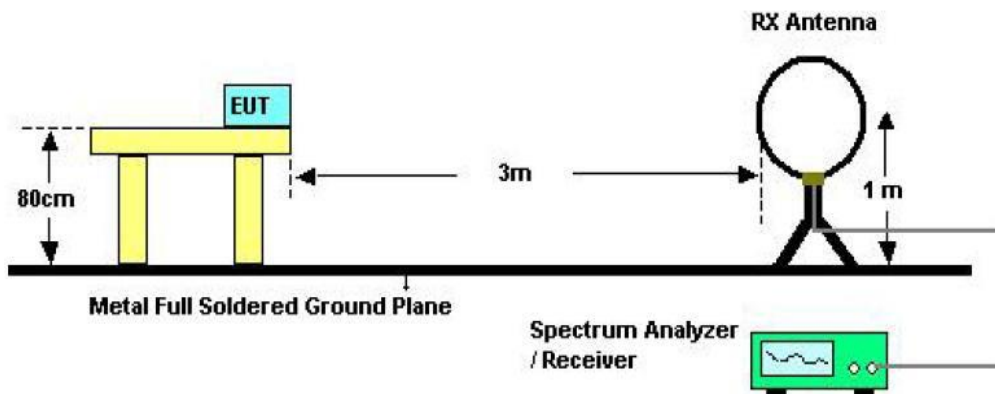 RX Antenna
EUT
80cm
3m
1 m
Metal Full Soldered Ground Plane
Spectrum Analyzer
/ Receiver